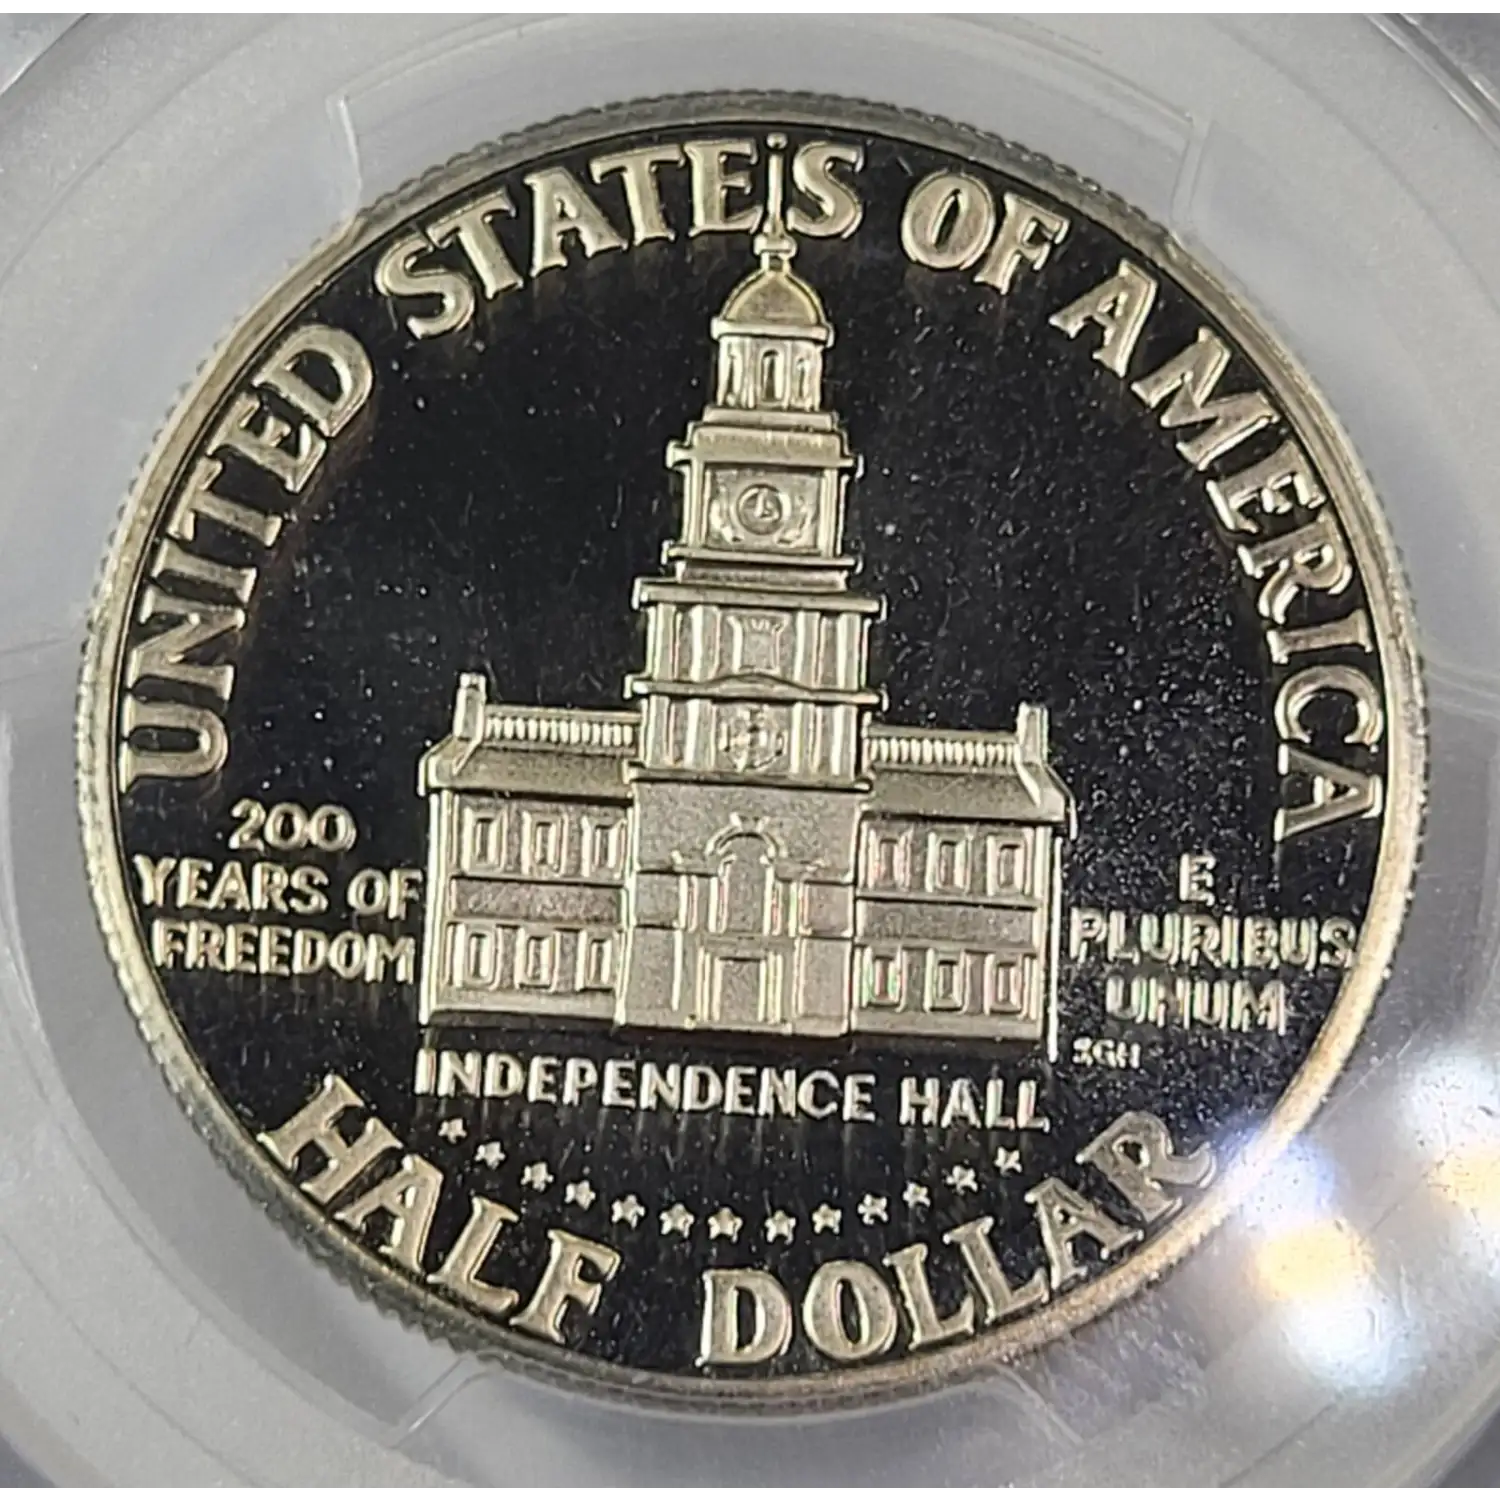 UNITED STATES OF AMERICA
200
YEARS OF
FREEDOM
E
PLURIBUS
UNUM
SGH
INDEPENDENCE HALL
HALF DOLLAR